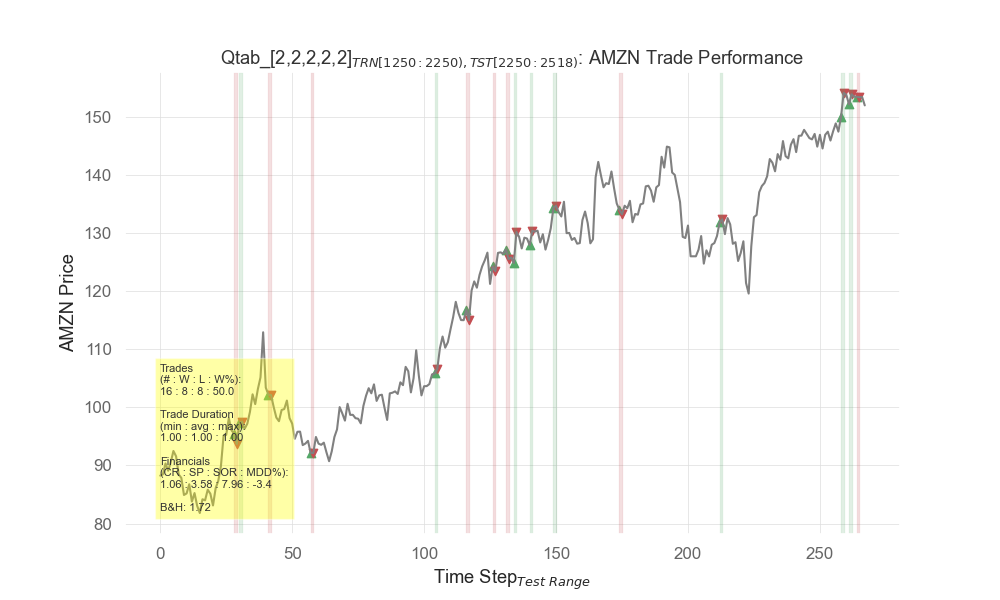 Qtab_[2,2,2,2,2]TRN[1250:2250),TST[2250:2518): AMZN Trade Performance
AMZN Price
150
140
130
120
110
100
90
80
Trades
(# : W : L : W%):
16 : 8 : 8 : 50.0
Trade Duration
(min : avg : max):
1.00 : 1.00 : 1.00
Financials
(CR : SP : SOR : MDD%):
1.06 : 3.58 : 7.96 : -3.4
B&H: 1.72
0 50 100 150 200 250
Time StepTest Range